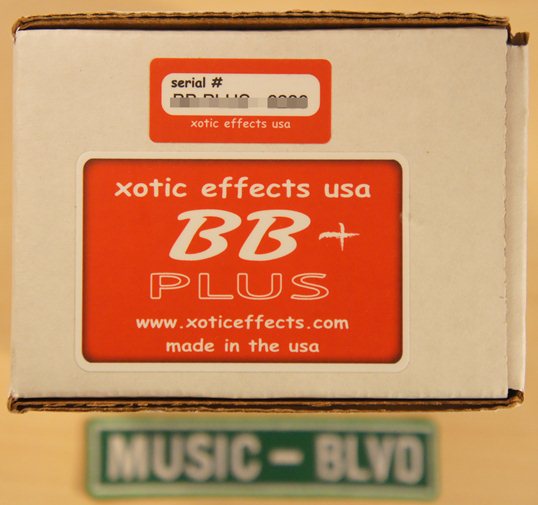 serial #
xotic effects usa
xotic effects usa
BB+
PLUS
www.xoticeffects.com
made in the usa
MUSIC - BLVD